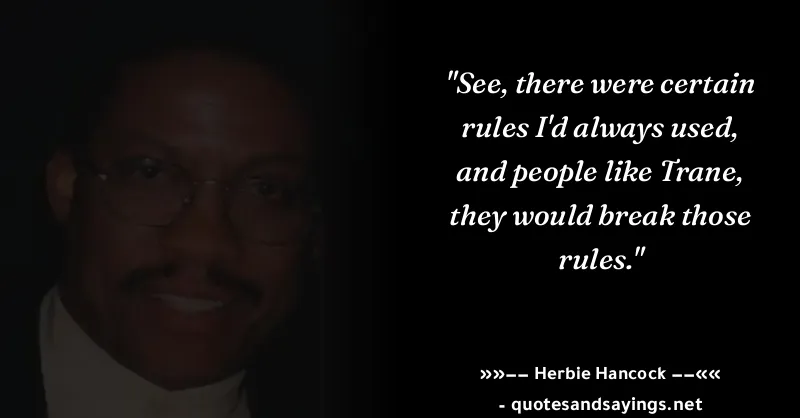 "See, there were certain
rules I'd always used,
and people like Trane,
they would break those
rules."
»»−− Herbie Hancock −−««
- quotesandsayings.net